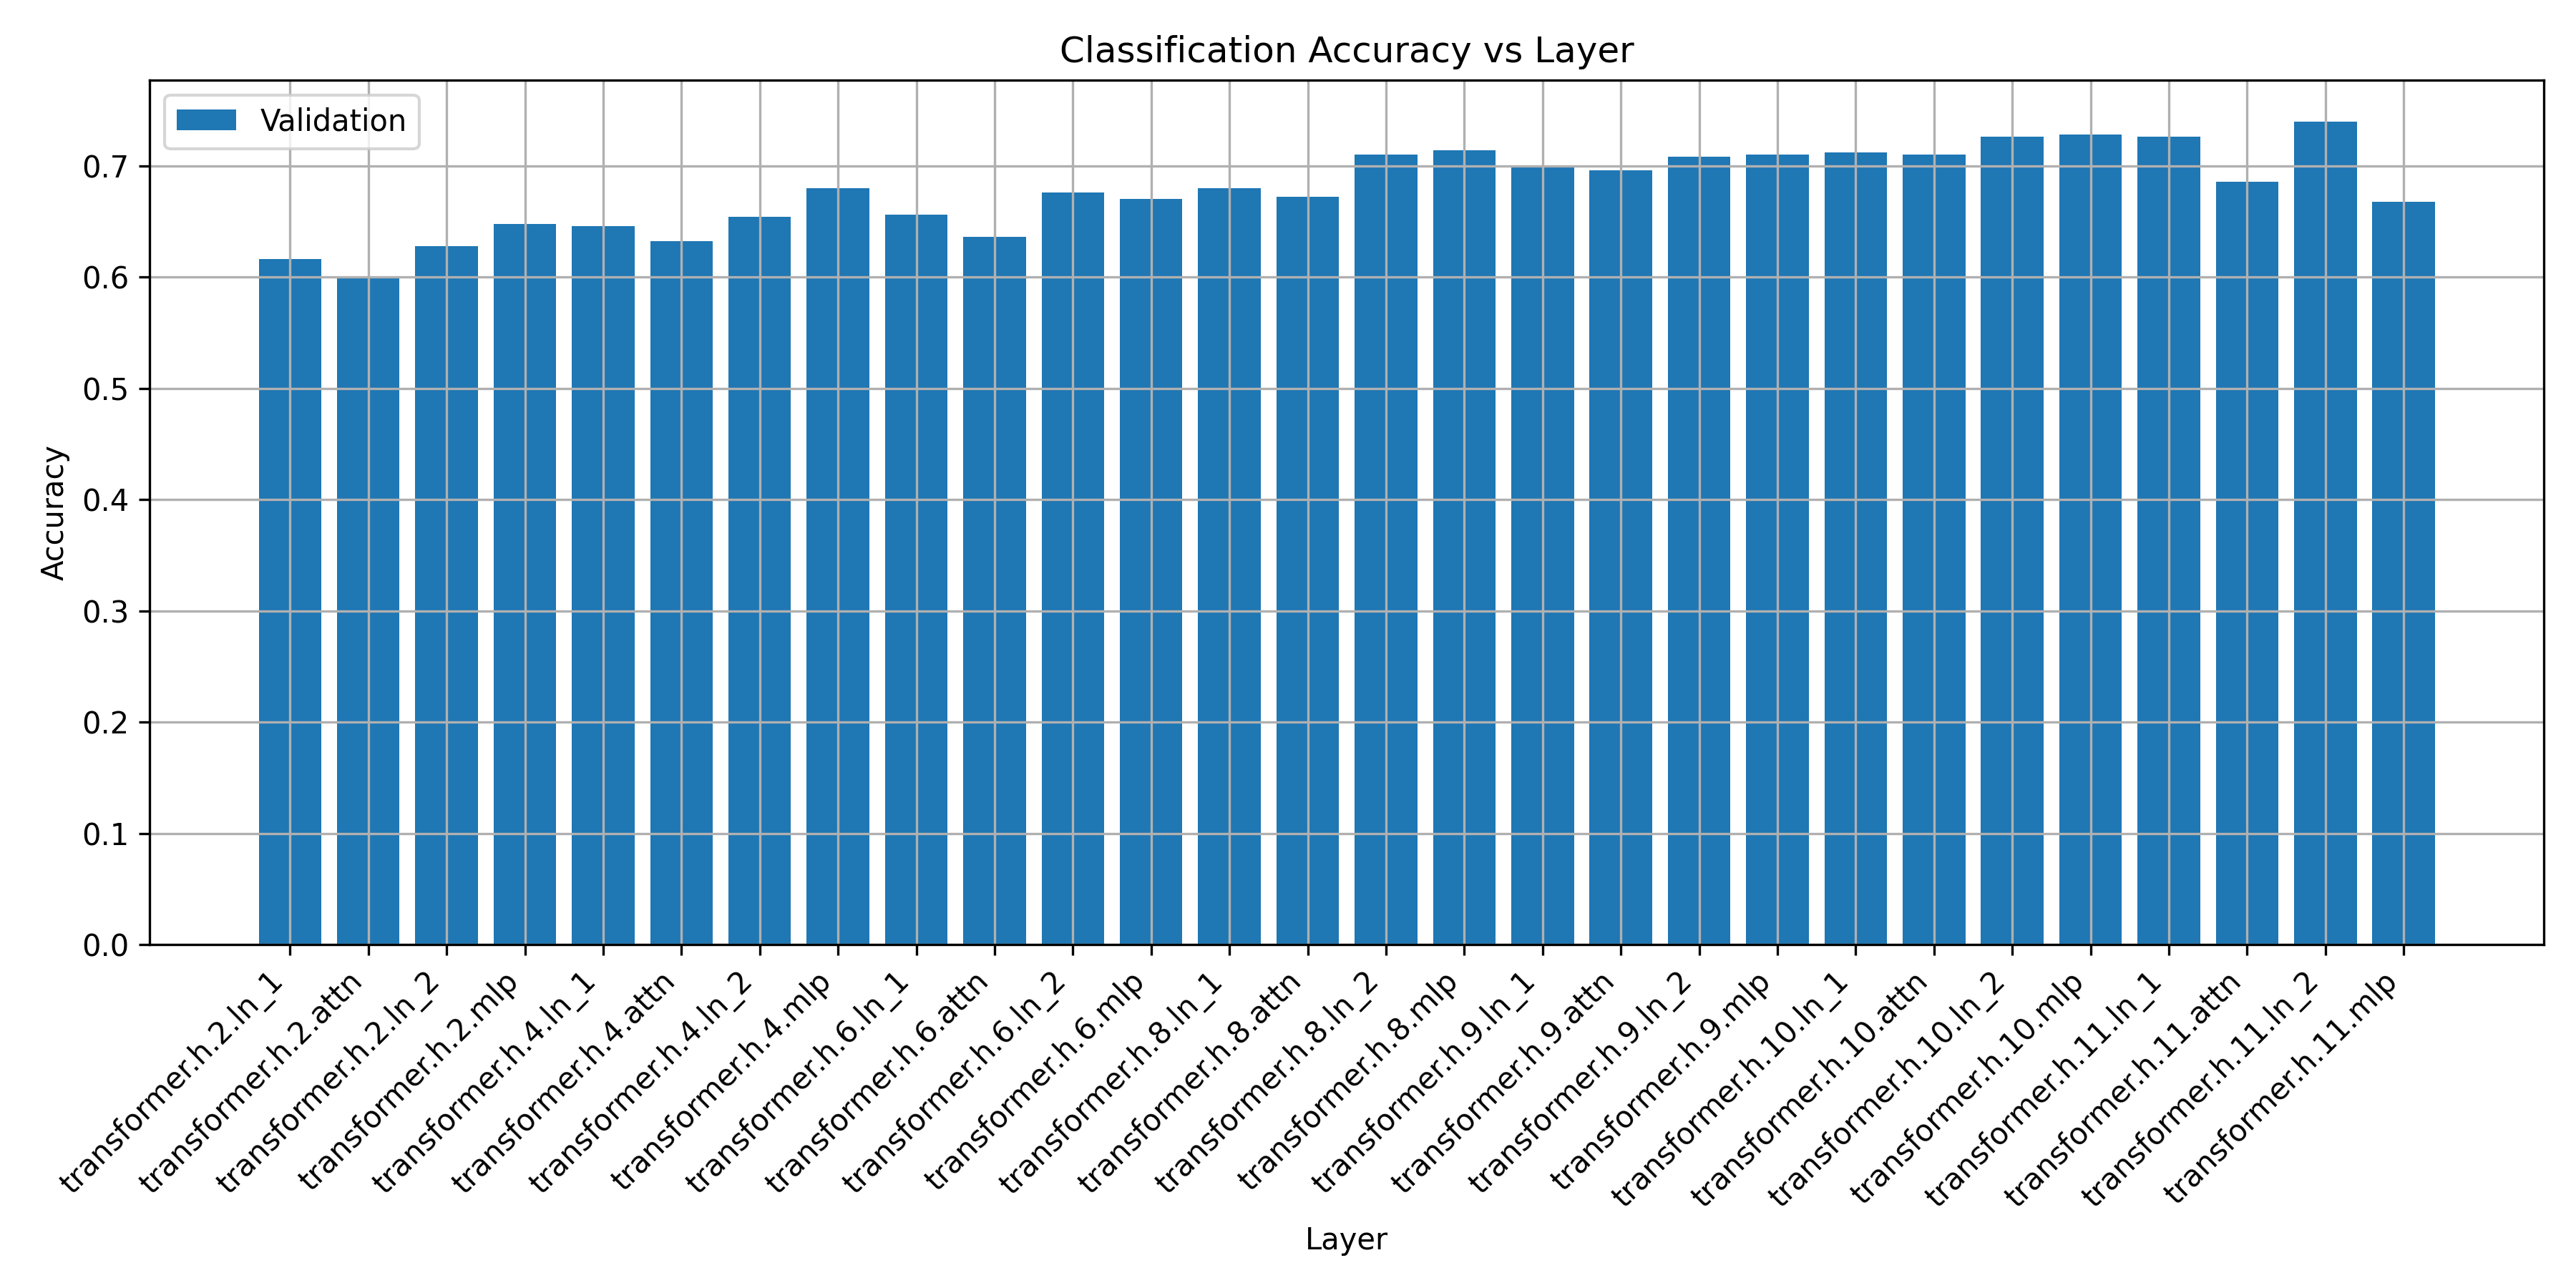 Classification Accuracy vs Layer
Validation
Accuracy
0.7
0.6
0.5
0.4
0.3
0.2
0.1
0.0
transformer.h.2.ln_1
transformer.h.2.attn
transformer.h.2.ln_2
transformer.h.2.mlp
transformer.h.4.ln_1
transformer.h.4.attn
transformer.h.4.ln_2
transformer.h.4.mlp
transformer.h.6.ln_1
transformer.h.6.attn
transformer.h.6.ln_2
transformer.h.6.mlp
transformer.h.8.ln_1
transformer.h.8.attn
transformer.h.8.ln_2
transformer.h.8.mlp
transformer.h.9.ln_1
transformer.h.9.attn
transformer.h.9.ln_2
transformer.h.9.mlp
transformer.h.10.ln_1
transformer.h.10.attn
transformer.h.10.ln_2
transformer.h.10.mlp
transformer.h.11.ln_1
transformer.h.11.attn
transformer.h.11.ln_2
transformer.h.11.mlp
Layer